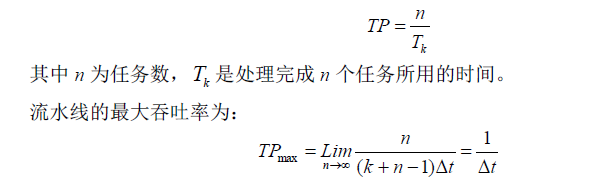 TP = n / T_k
其中 n 为任务数，T_k 是处理完成 n 个任务所用的时间。
流水线的最大吞吐率为：
TP_max = Lim_{n→∞} n / (k + n − 1)Δt = 1 / Δt